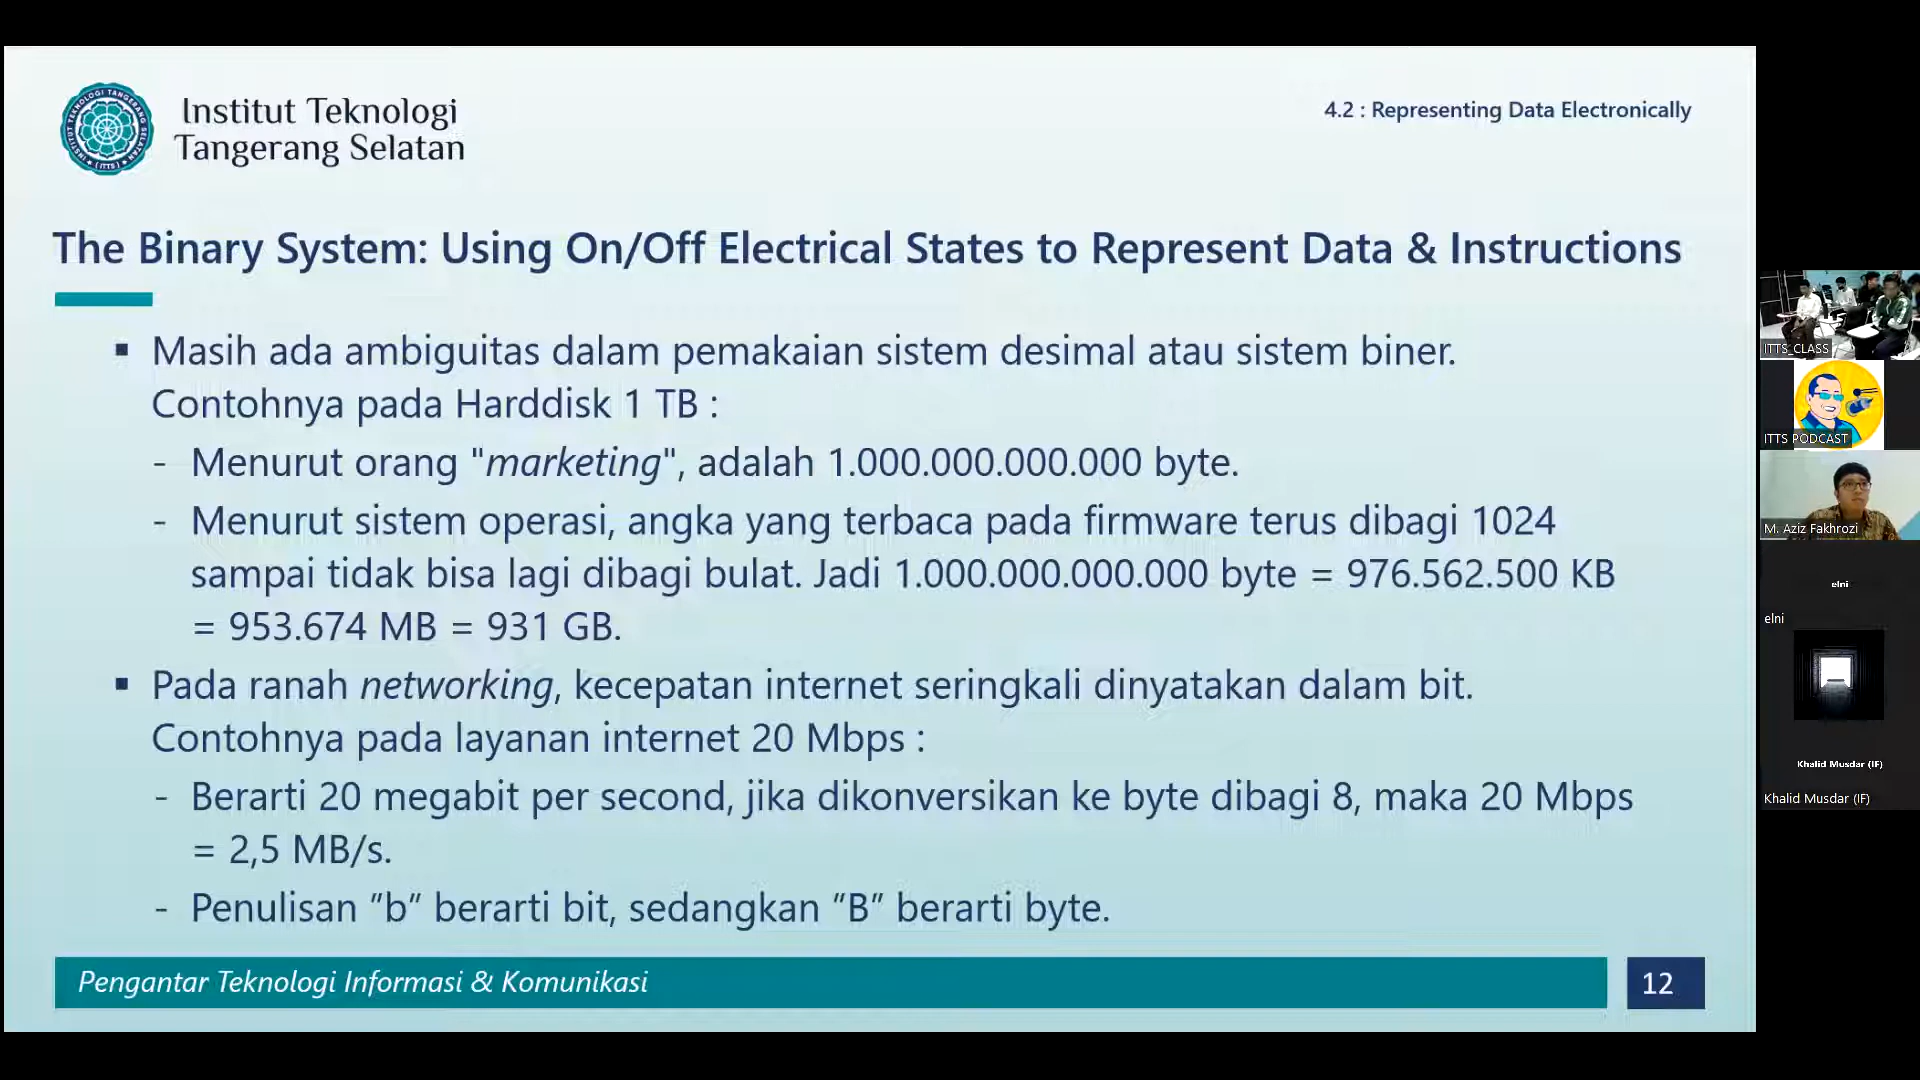 Institut Teknologi
Tangerang Selatan
4.2 : Representing Data Electronically
The Binary System: Using On/Off Electrical States to Represent Data & Instructions
▪ Masih ada ambiguitas dalam pemakaian sistem desimal atau sistem biner.
Contohnya pada Harddisk 1 TB :
- Menurut orang "marketing", adalah 1.000.000.000.000 byte.
- Menurut sistem operasi, angka yang terbaca pada firmware terus dibagi 1024
sampai tidak bisa lagi dibagi bulat. Jadi 1.000.000.000.000 byte = 976.562.500 KB
= 953.674 MB = 931 GB.
▪ Pada ranah networking, kecepatan internet seringkali dinyatakan dalam bit.
Contohnya pada layanan internet 20 Mbps :
- Berarti 20 megabit per second, jika dikonversikan ke byte dibagi 8, maka 20 Mbps
= 2,5 MB/s.
- Penulisan "b" berarti bit, sedangkan "B" berarti byte.
Pengantar Teknologi Informasi & Komunikasi
12
ITTS_CLASS
ITTS PODCAST
M. Aziz Fakhrozi
elni
elni
Khalid Musdar (IF)
Khalid Musdar (IF)